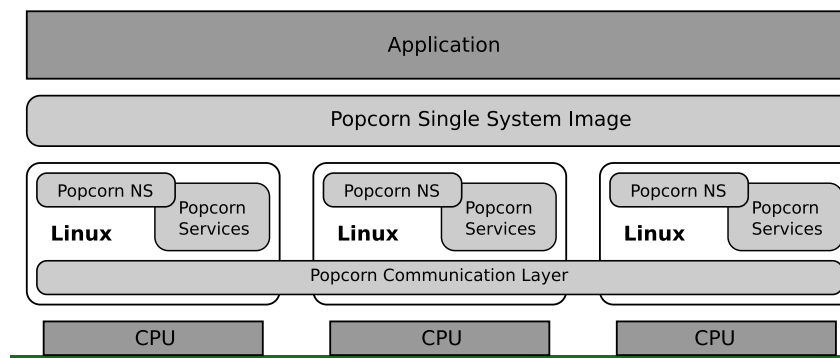 Application
Popcorn Single System Image
Popcorn NS
Popcorn
Services
Linux
Popcorn NS
Popcorn
Services
Linux
Popcorn NS
Popcorn
Services
Linux
Popcorn Communication Layer
CPU
CPU
CPU